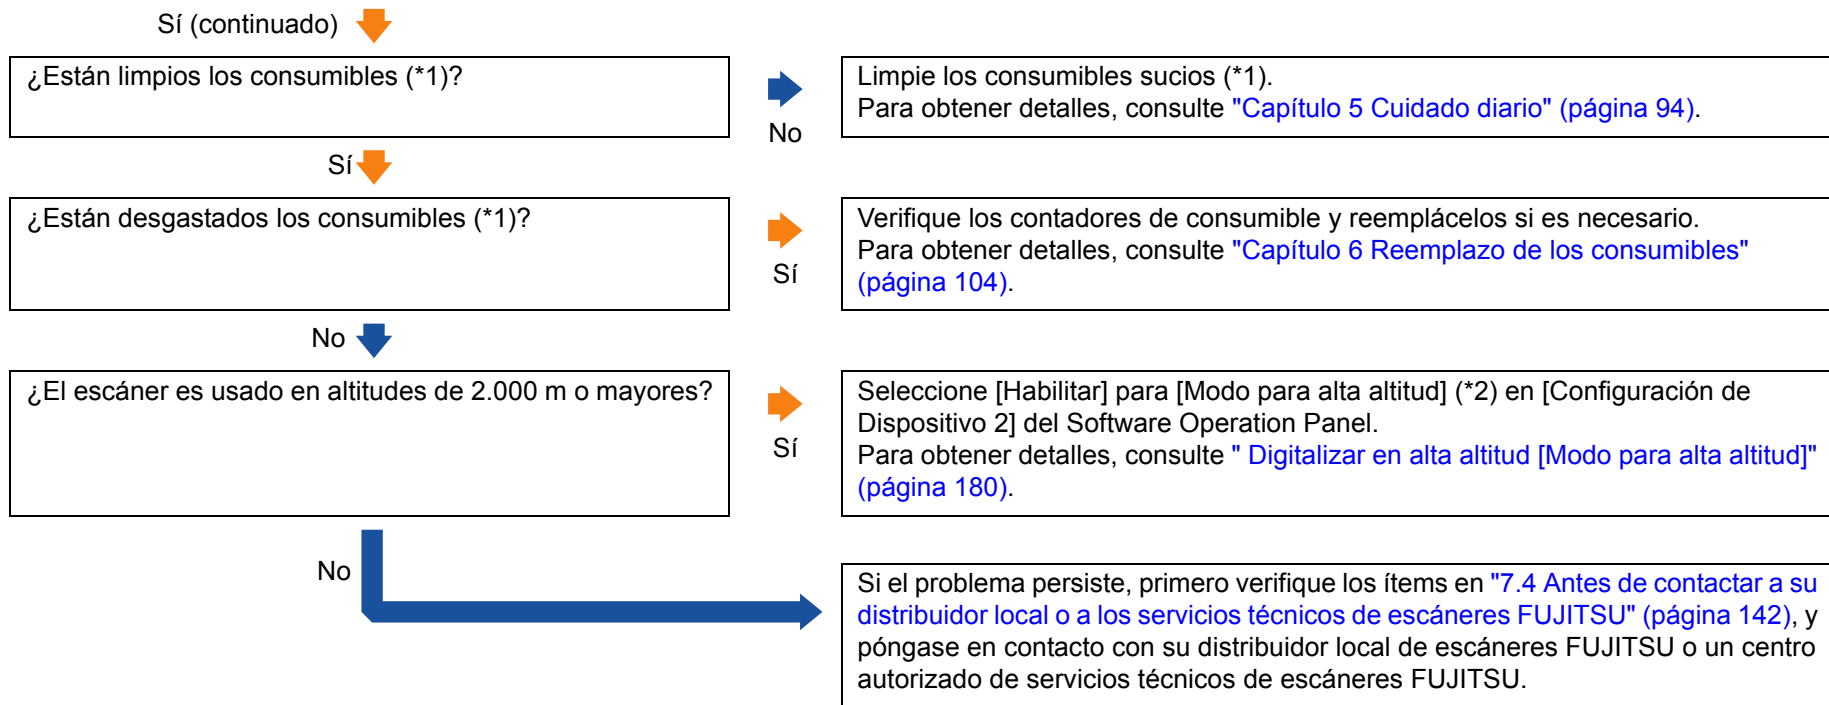 Sí (continuado)
¿Están limpios los consumibles (*1)?
No
Limpie los consumibles sucios (*1).
Para obtener detalles, consulte "Capítulo 5 Cuidado diario" (página 94).
Sí
¿Están desgastados los consumibles (*1)?
Sí
Verifique los contadores de consumible y reemplácelos si es necesario.
Para obtener detalles, consulte "Capítulo 6 Reemplazo de los consumibles"
(página 104).
No
¿El escáner es usado en altitudes de 2.000 m o mayores?
Sí
Seleccione [Habilitar] para [Modo para alta altitud] (*2) en [Configuración de
Dispositivo 2] del Software Operation Panel.
Para obtener detalles, consulte " Digitalizar en alta altitud [Modo para alta altitud]"
(página 180).
No
Si el problema persiste, primero verifique los ítems en "7.4 Antes de contactar a su
distribuidor local o a los servicios técnicos de escáneres FUJITSU" (página 142), y
póngase en contacto con su distribuidor local de escáneres FUJITSU o un centro
autorizado de servicios técnicos de escáneres FUJITSU.